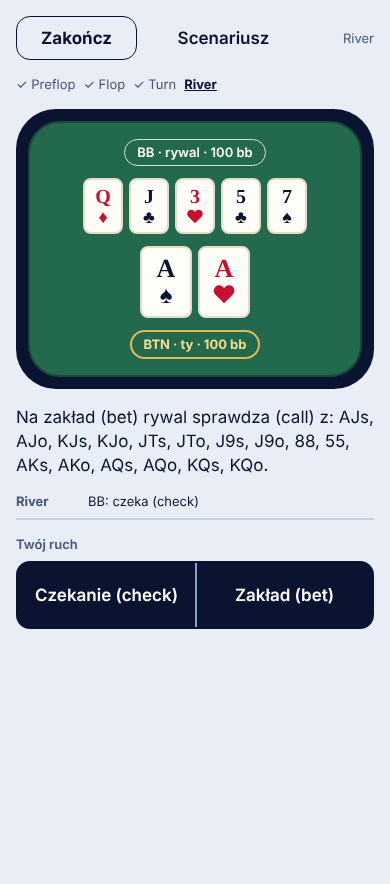 Zakończ Scenariusz River
✓ Preflop ✓ Flop ✓ Turn River
BB · rywal · 100 bb
Q♦ J♣ 3♥ 5♣ 7♠
A♠ A♥
BTN · ty · 100 bb
Na zakład (bet) rywal sprawdza (call) z: AJs,
AJo, KJs, KJo, JTs, JTo, J9s, J9o, 88, 55,
AKs, AKo, AQs, AQo, KQs, KQo.
River BB: czeka (check)
Twój ruch
Czekanie (check) Zakład (bet)